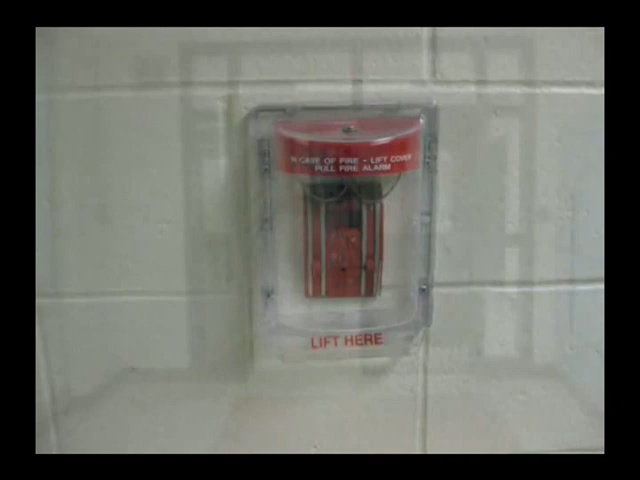 IN CASE OF FIRE - LIFT COVER
PULL FIRE ALARM
LIFT HERE